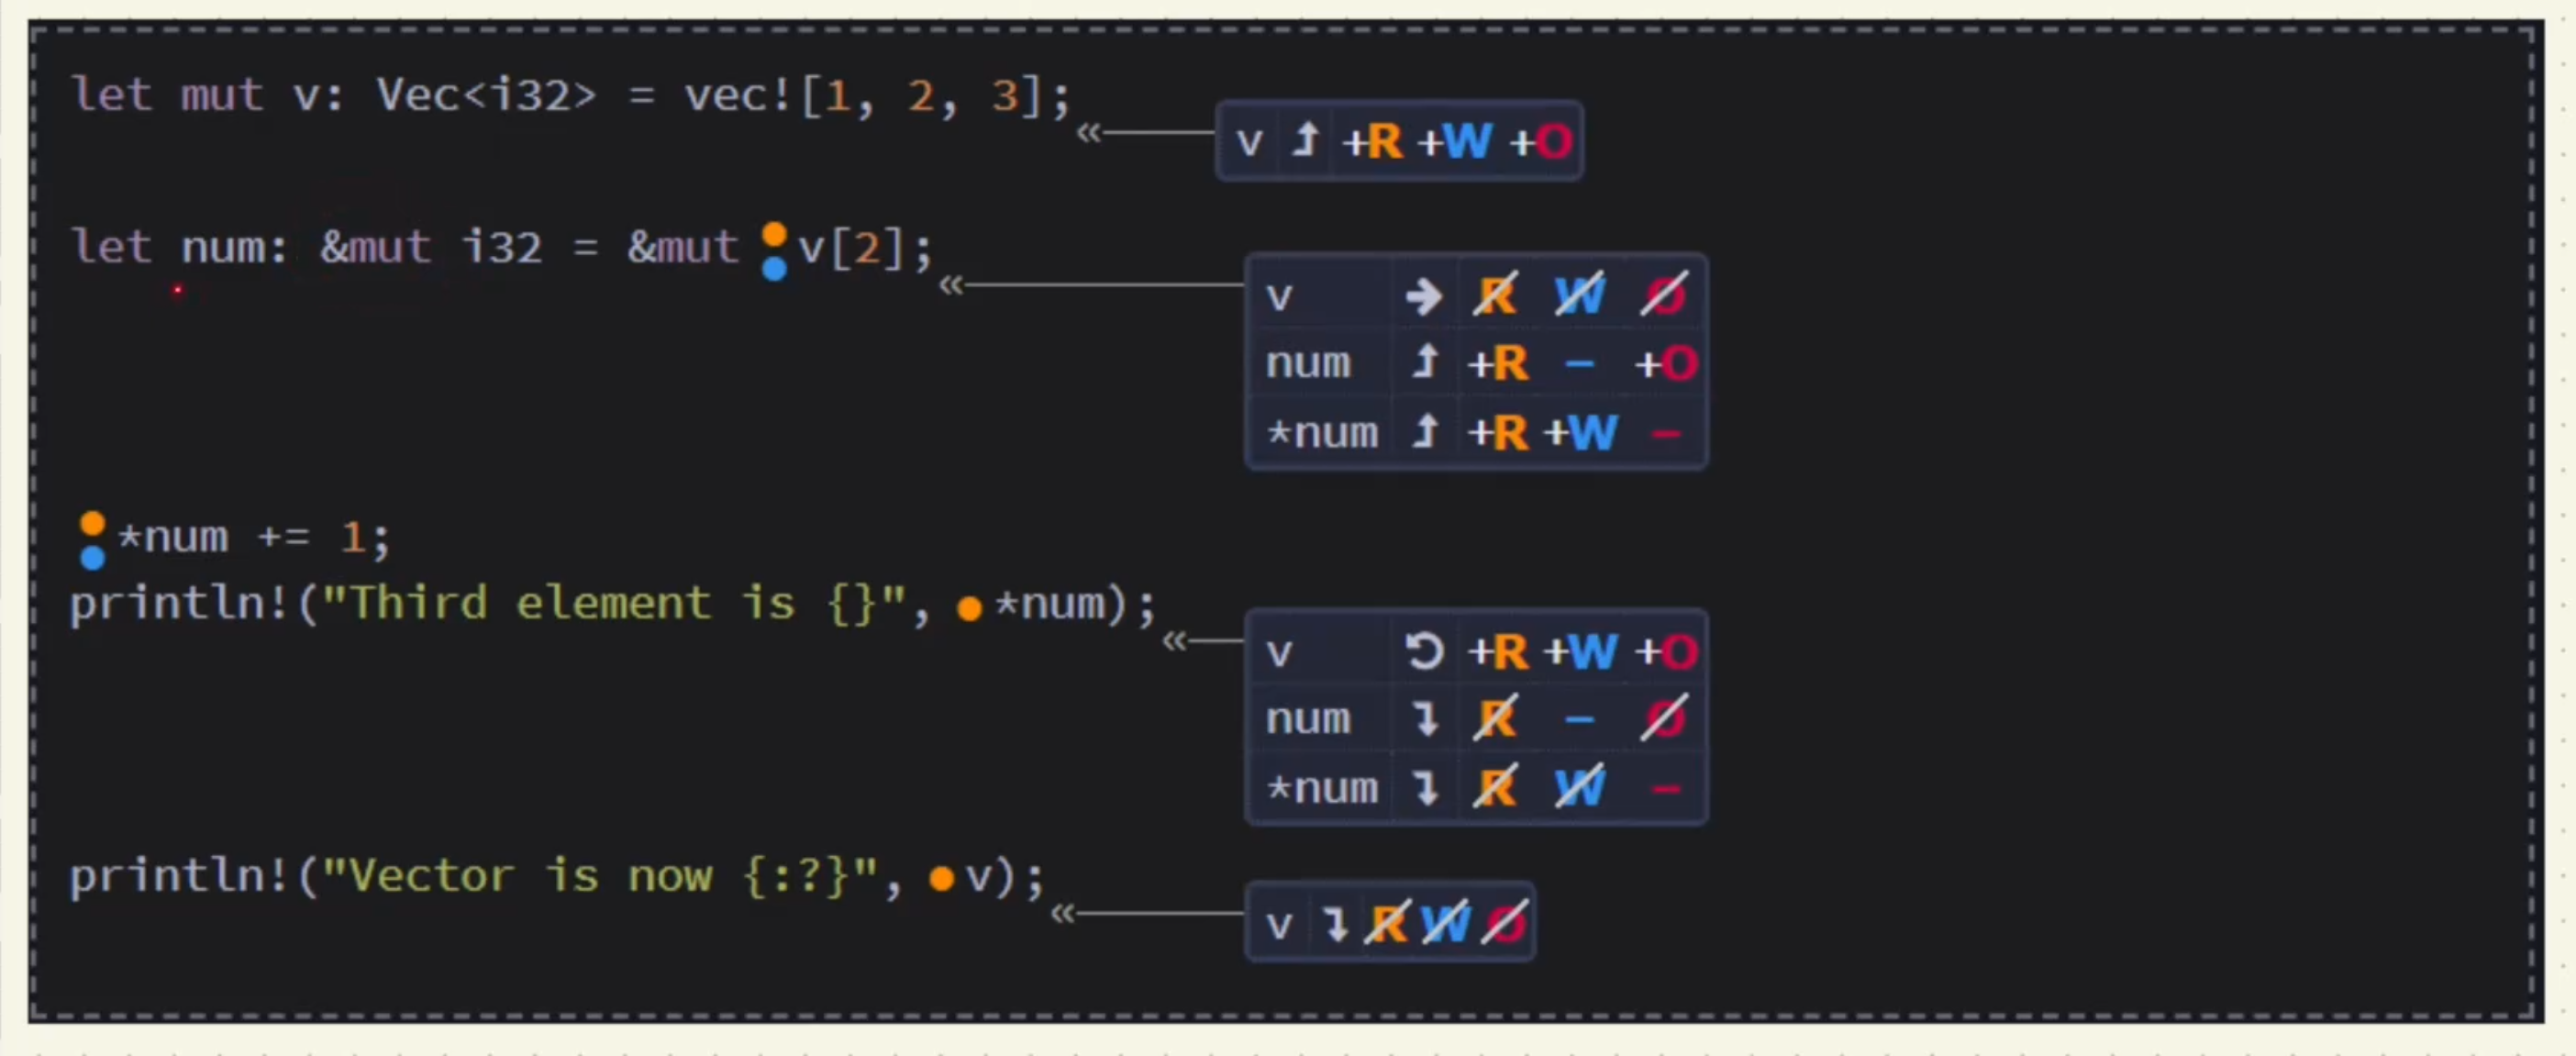 let mut v: Vec<i32> = vec![1, 2, 3];
v +R +W +O
let num: &mut i32 = &mut v[2];
v R W O
num +R - +O
*num +R +W -
*num += 1;
println!("Third element is {}", *num);
v +R +W +O
num R - O
*num R W -
println!("Vector is now {:?}", v);
v R W O